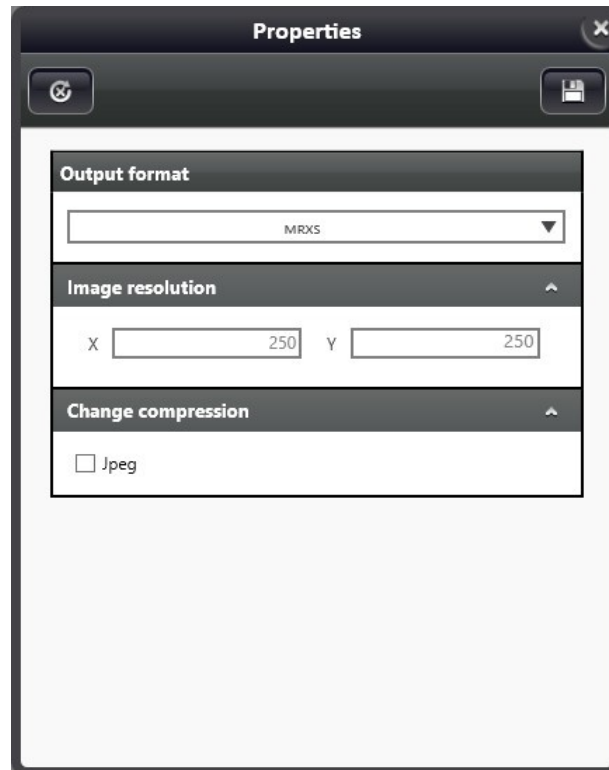 Properties
Output format
MRXS
Image resolution
X 250 Y 250
Change compression
Jpeg